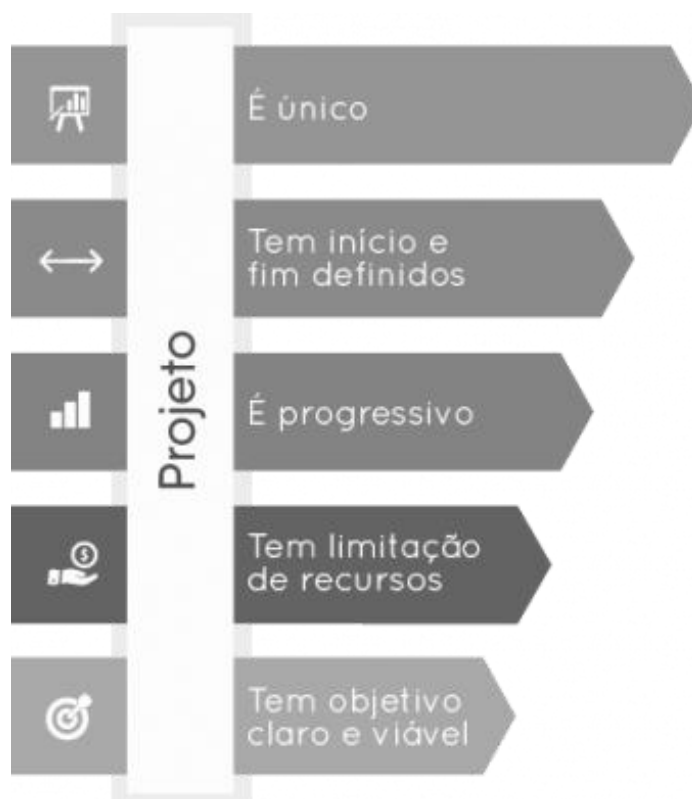 É único
Tem início e
fim definidos
Projeto
É progressivo
Tem limitação
de recursos
Tem objetivo
claro e viável